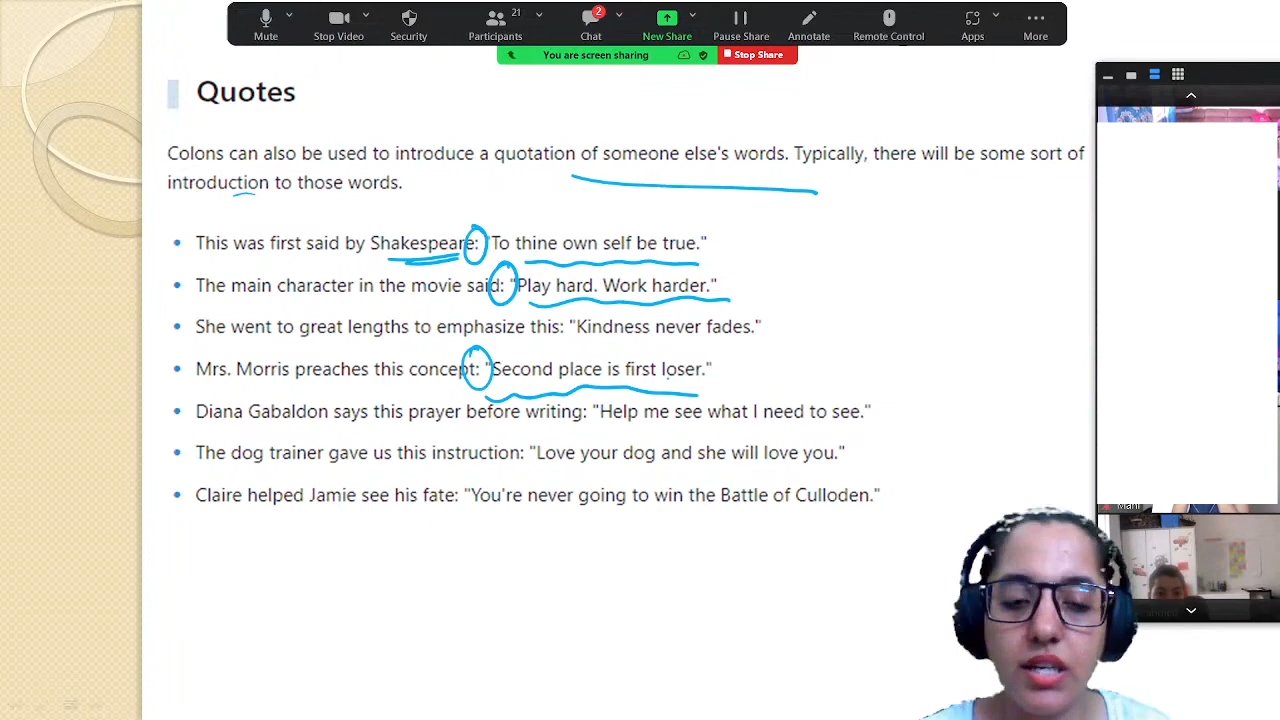 21
2
Mute Stop Video Security Participants Chat New Share Pause Share Annotate Remote Control Apps More
You are screen sharing Stop Share
Quotes
Colons can also be used to introduce a quotation of someone else's words. Typically, there will be some sort of
introduction to those words.
• This was first said by Shakespeare: "To thine own self be true."
• The main character in the movie said: "Play hard. Work harder."
• She went to great lengths to emphasize this: "Kindness never fades."
• Mrs. Morris preaches this concept: "Second place is first loser."
• Diana Gabaldon says this prayer before writing: "Help me see what I need to see."
• The dog trainer gave us this instruction: "Love your dog and she will love you."
• Claire helped Jamie see his fate: "You're never going to win the Battle of Culloden."